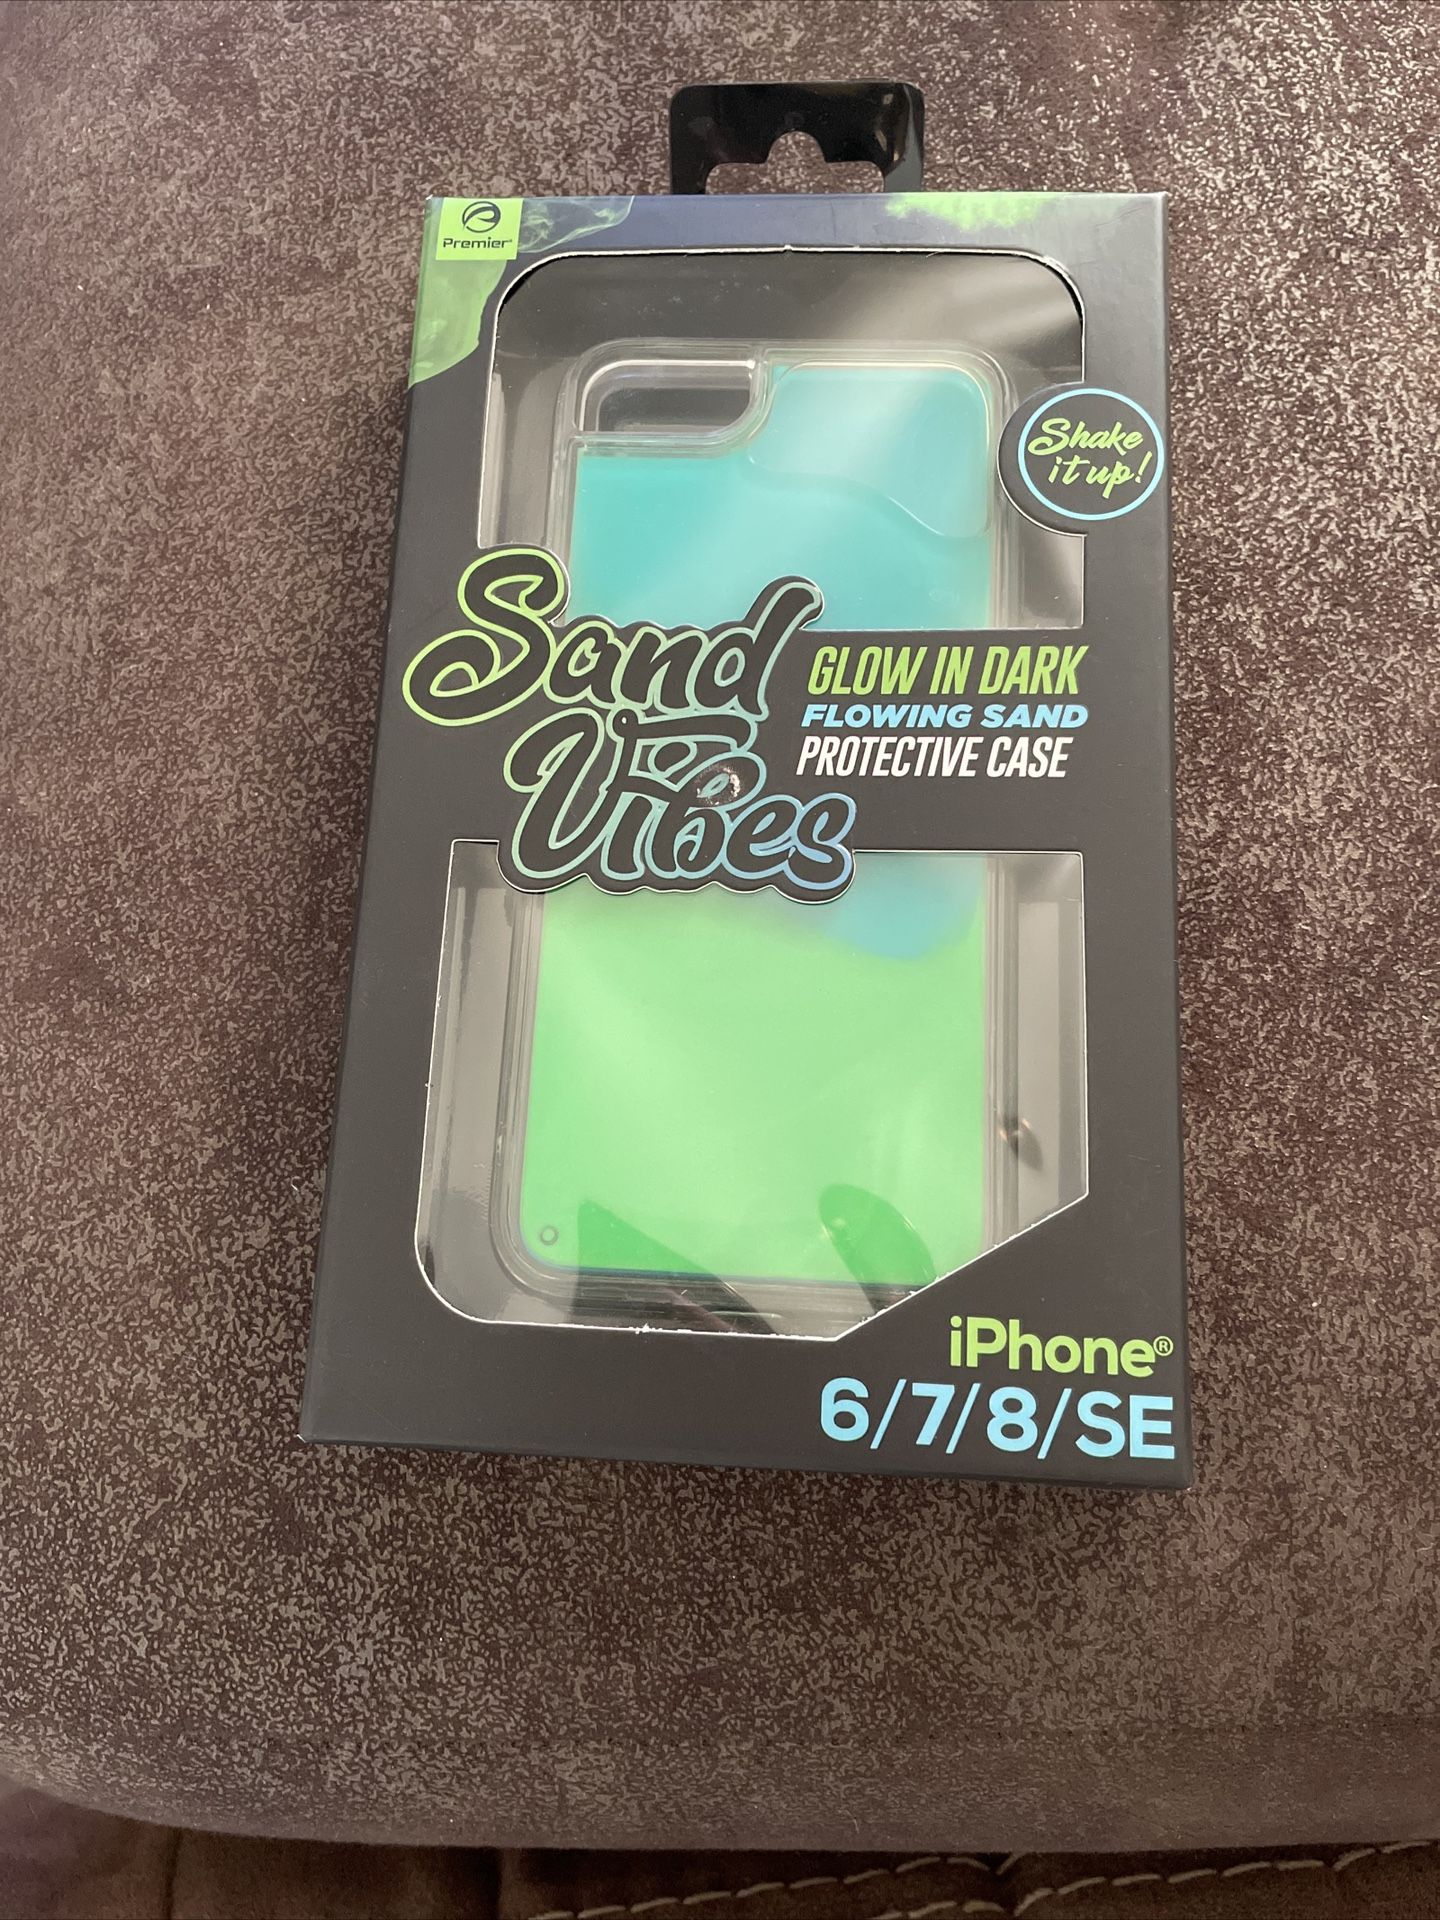 Premier®
Shake
it up!
Sand
Vibes
GLOW IN DARK
FLOWING SAND
PROTECTIVE CASE
iPhone®
6/7/8/SE